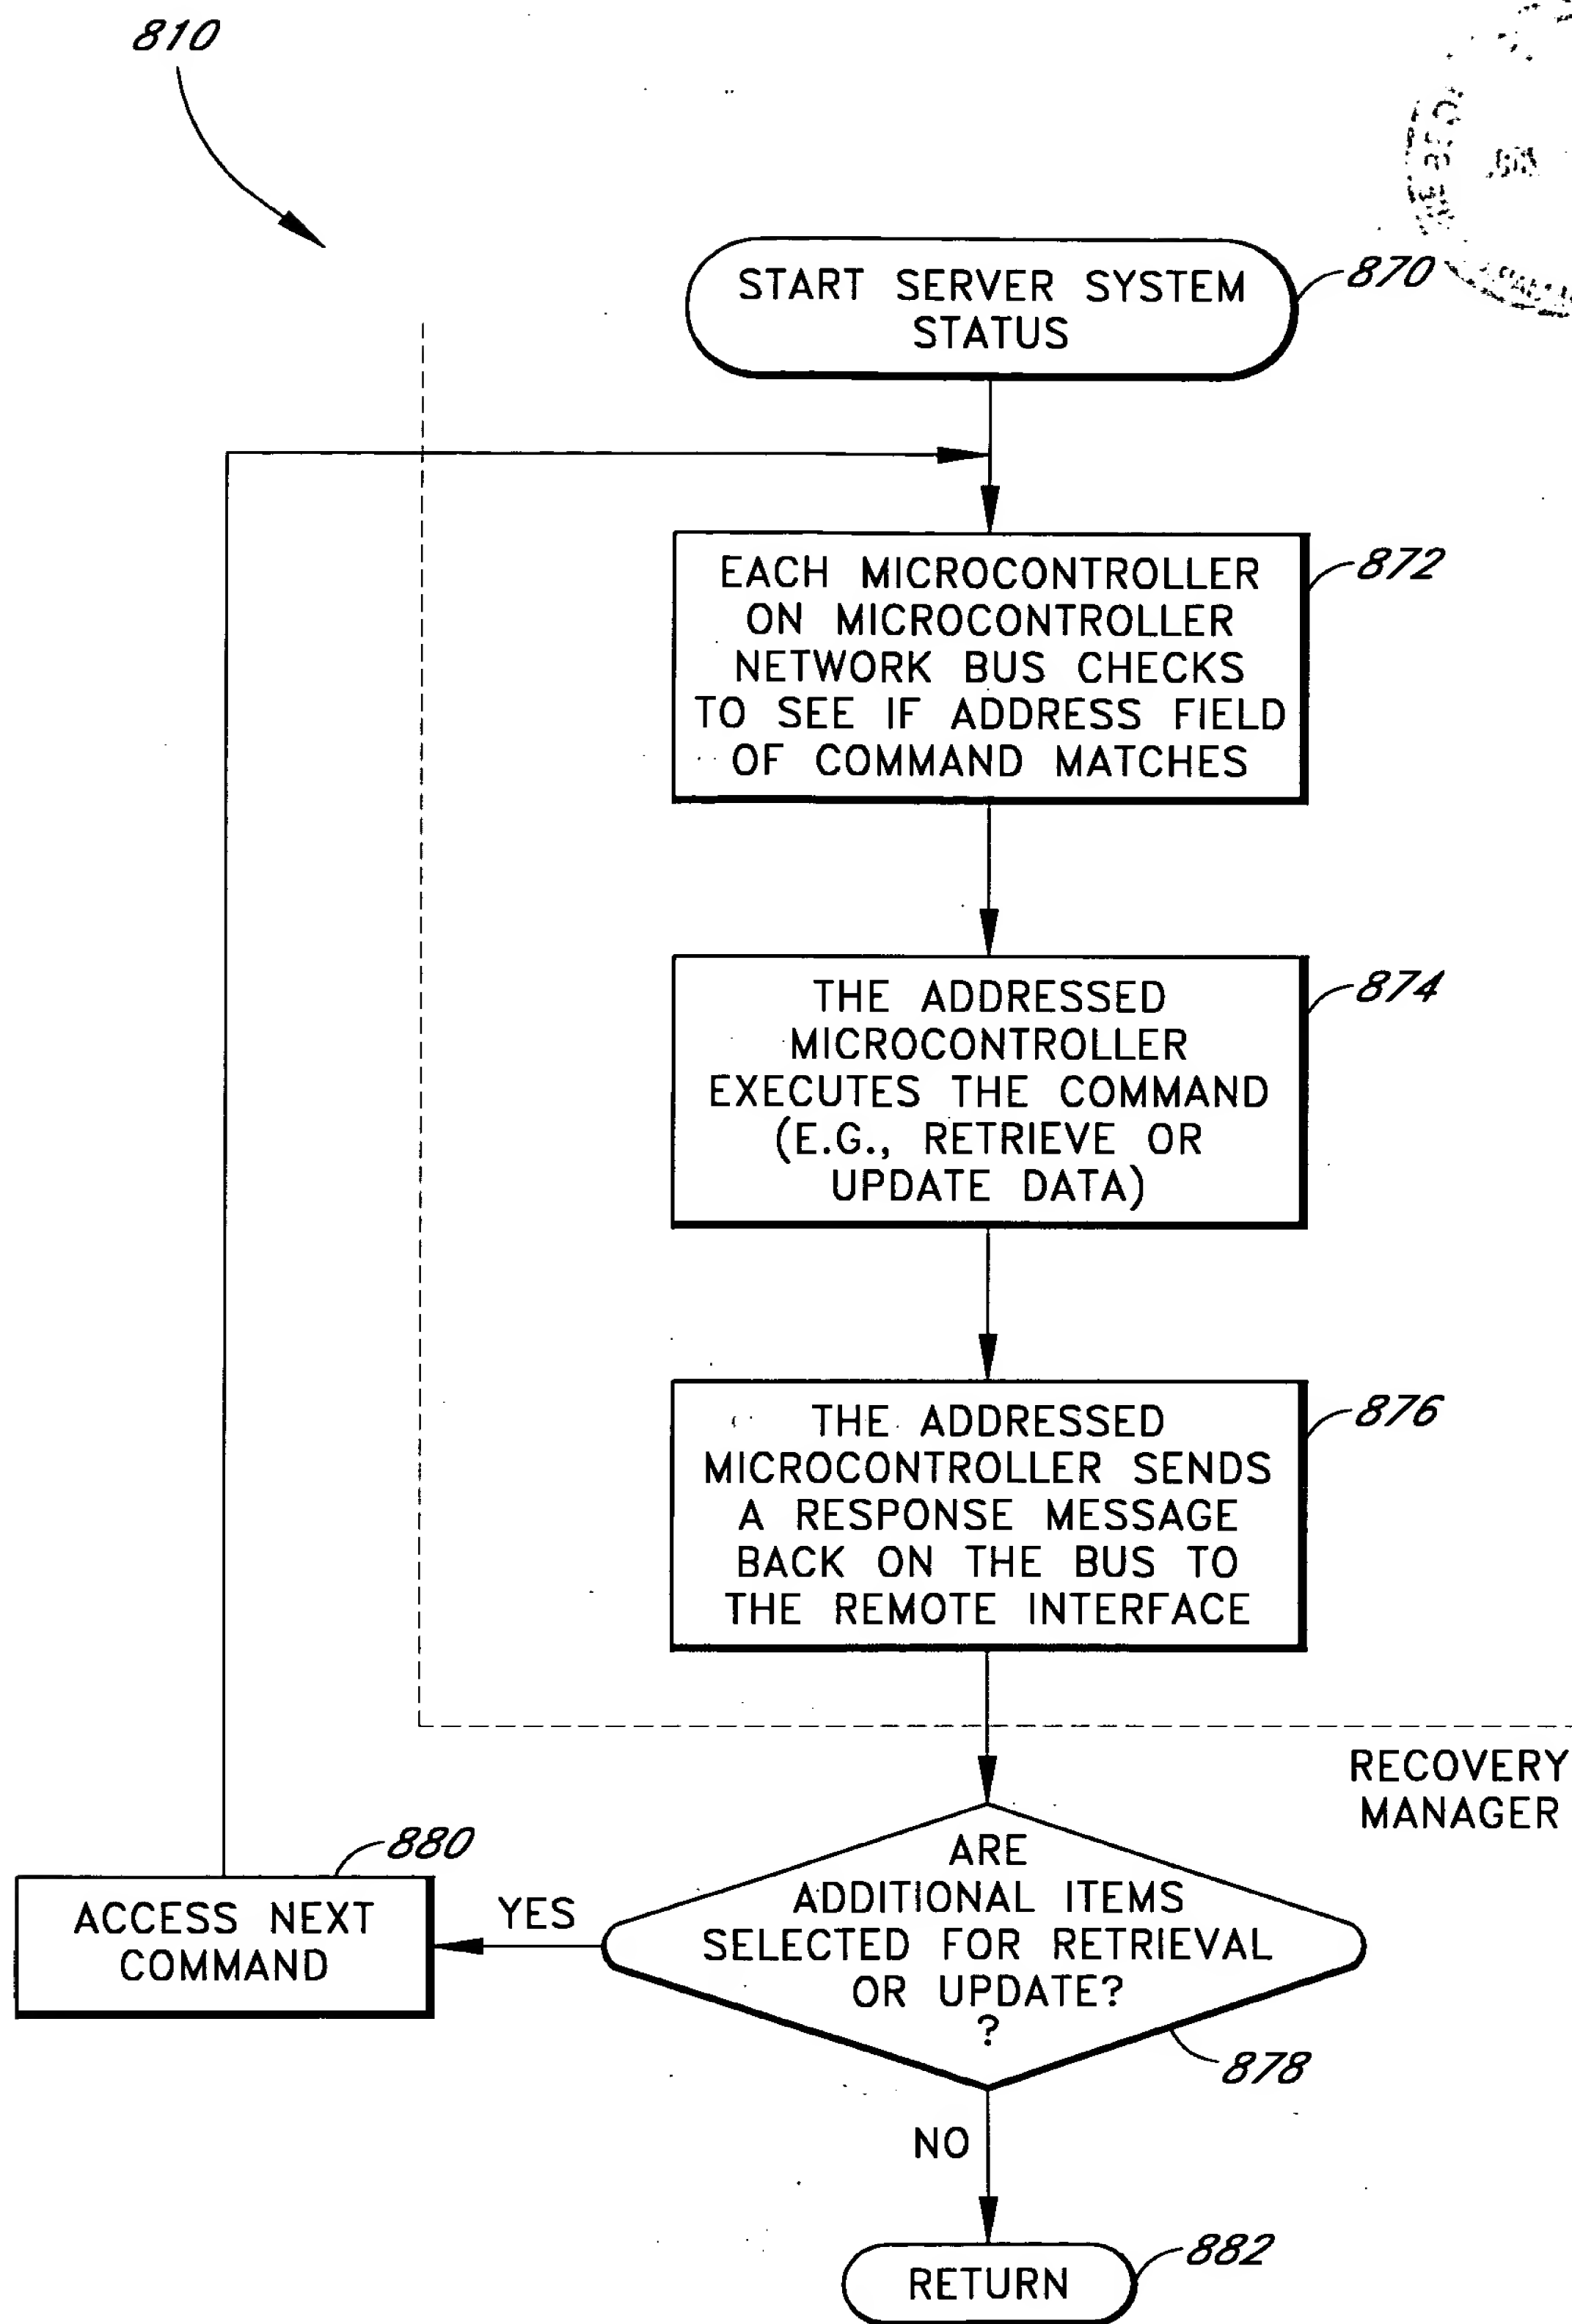 810
START SERVER SYSTEM
STATUS
870
EACH MICROCONTROLLER
ON MICROCONTROLLER
NETWORK BUS CHECKS
TO SEE IF ADDRESS FIELD
OF COMMAND MATCHES
872
THE ADDRESSED
MICROCONTROLLER
EXECUTES THE COMMAND
(E.G., RETRIEVE OR
UPDATE DATA)
874
THE ADDRESSED
MICROCONTROLLER SENDS
A RESPONSE MESSAGE
BACK ON THE BUS TO
THE REMOTE INTERFACE
876
RECOVERY
MANAGER
880
ACCESS NEXT
COMMAND
YES
ARE
ADDITIONAL ITEMS
SELECTED FOR RETRIEVAL
OR UPDATE?
?
878
NO
RETURN
882